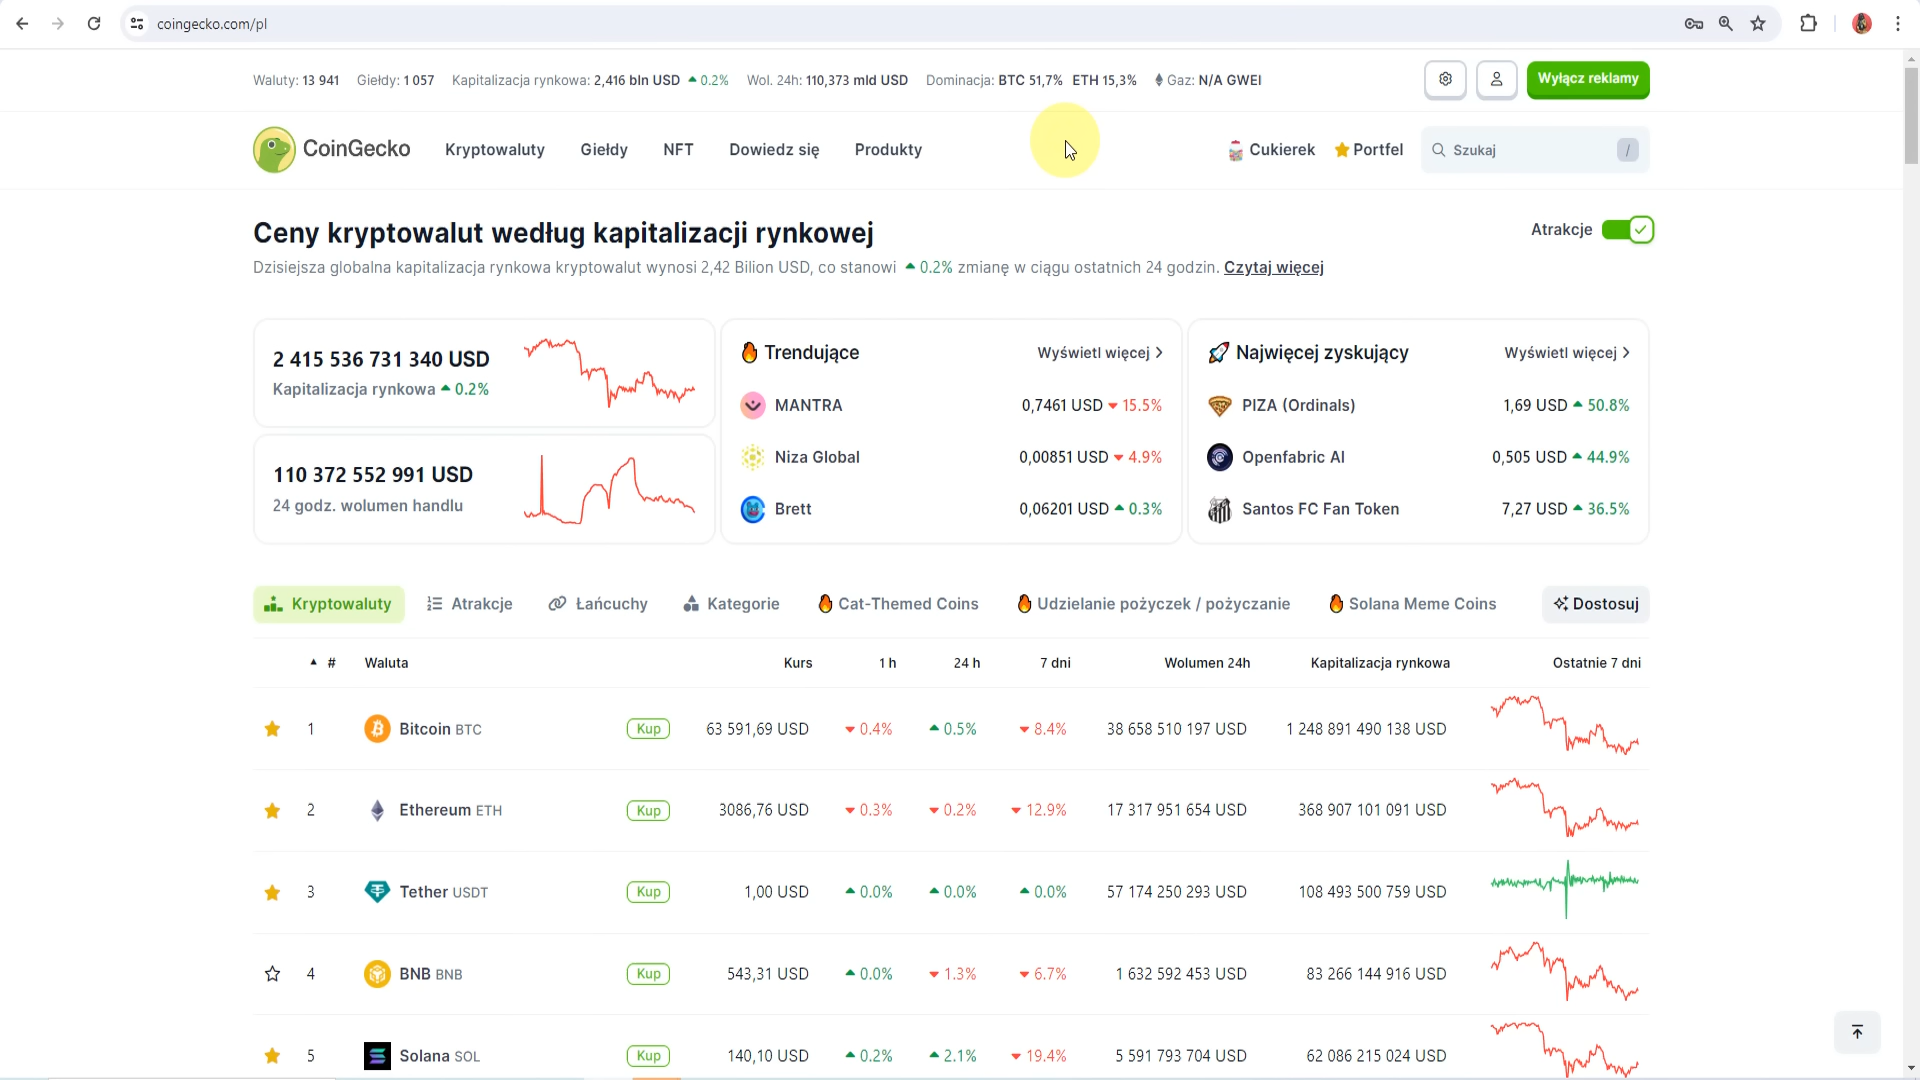 coingecko.com/pl
Waluty: 13 941 Giełdy: 1 057 Kapitalizacja rynkowa: 2,416 bln USD 0.2% Wol. 24h: 110,373 mld USD Dominacja: BTC 51,7% ETH 15,3% Gaz: N/A GWEI Wyłącz reklamy
CoinGecko Kryptowaluty Giełdy NFT Dowiedz się Produkty Cukierek Portfel Szukaj /
Ceny kryptowalut według kapitalizacji rynkowej Atrakcje
Dzisiejsza globalna kapitalizacja rynkowa kryptowalut wynosi 2,42 Bilion USD, co stanowi 0.2% zmianę w ciągu ostatnich 24 godzin. Czytaj więcej
2 415 536 731 340 USD
Kapitalizacja rynkowa 0.2%
110 372 552 991 USD
24 godz. wolumen handlu
Trendujące Wyświetl więcej
MANTRA 0,7461 USD 15.5%
Niza Global 0,00851 USD 4.9%
Brett 0,06201 USD 0.3%
Najwięcej zyskujący Wyświetl więcej
PIZA (Ordinals) 1,69 USD 50.8%
Openfabric AI 0,505 USD 44.9%
Santos FC Fan Token 7,27 USD 36.5%
Kryptowaluty Atrakcje Łańcuchy Kategorie Cat-Themed Coins Udzielanie pożyczek / pożyczanie Solana Meme Coins Dostosuj
# Waluta Kurs 1 h 24 h 7 dni Wolumen 24h Kapitalizacja rynkowa Ostatnie 7 dni
1 Bitcoin BTC Kup 63 591,69 USD 0.4% 0.5% 8.4% 38 658 510 197 USD 1 248 891 490 138 USD
2 Ethereum ETH Kup 3086,76 USD 0.3% 0.2% 12.9% 17 317 951 654 USD 368 907 101 091 USD
3 Tether USDT Kup 1,00 USD 0.0% 0.0% 0.0% 57 174 250 293 USD 108 493 500 759 USD
4 BNB BNB Kup 543,31 USD 0.0% 1.3% 6.7% 1 632 592 453 USD 83 266 144 916 USD
5 Solana SOL Kup 140,10 USD 0.2% 2.1% 19.4% 5 591 793 704 USD 62 086 215 024 USD